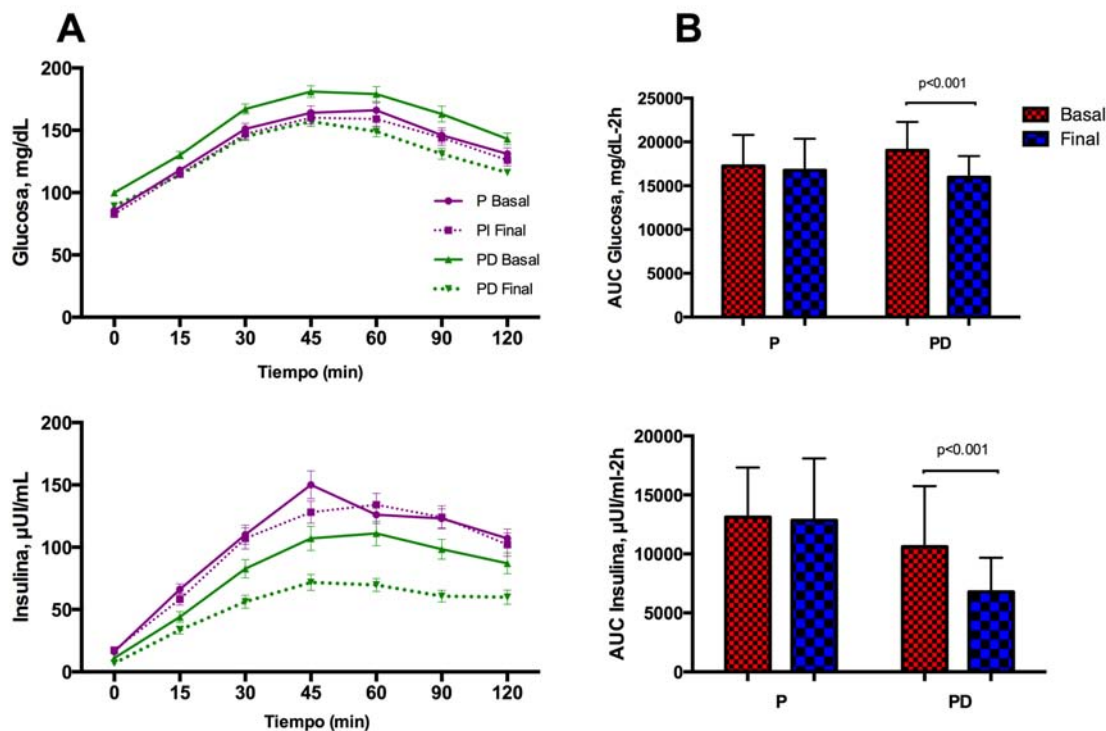 A
200
150
100
50
0
Glucosa, mg/dL
P Basal
PI Final
PD Basal
PD Final
0 15 30 45 60 90 120
Tiempo (min)
200
150
100
50
0
Insulina, µUI/mL
0 15 30 45 60 90 120
Tiempo (min)
B
25000
20000
15000
10000
5000
0
AUC Glucosa, mg/dL-2h
p<0.001
Basal
Final
P PD
20000
15000
10000
5000
0
AUC Insulina, µUI/ml-2h
p<0.001
P PD